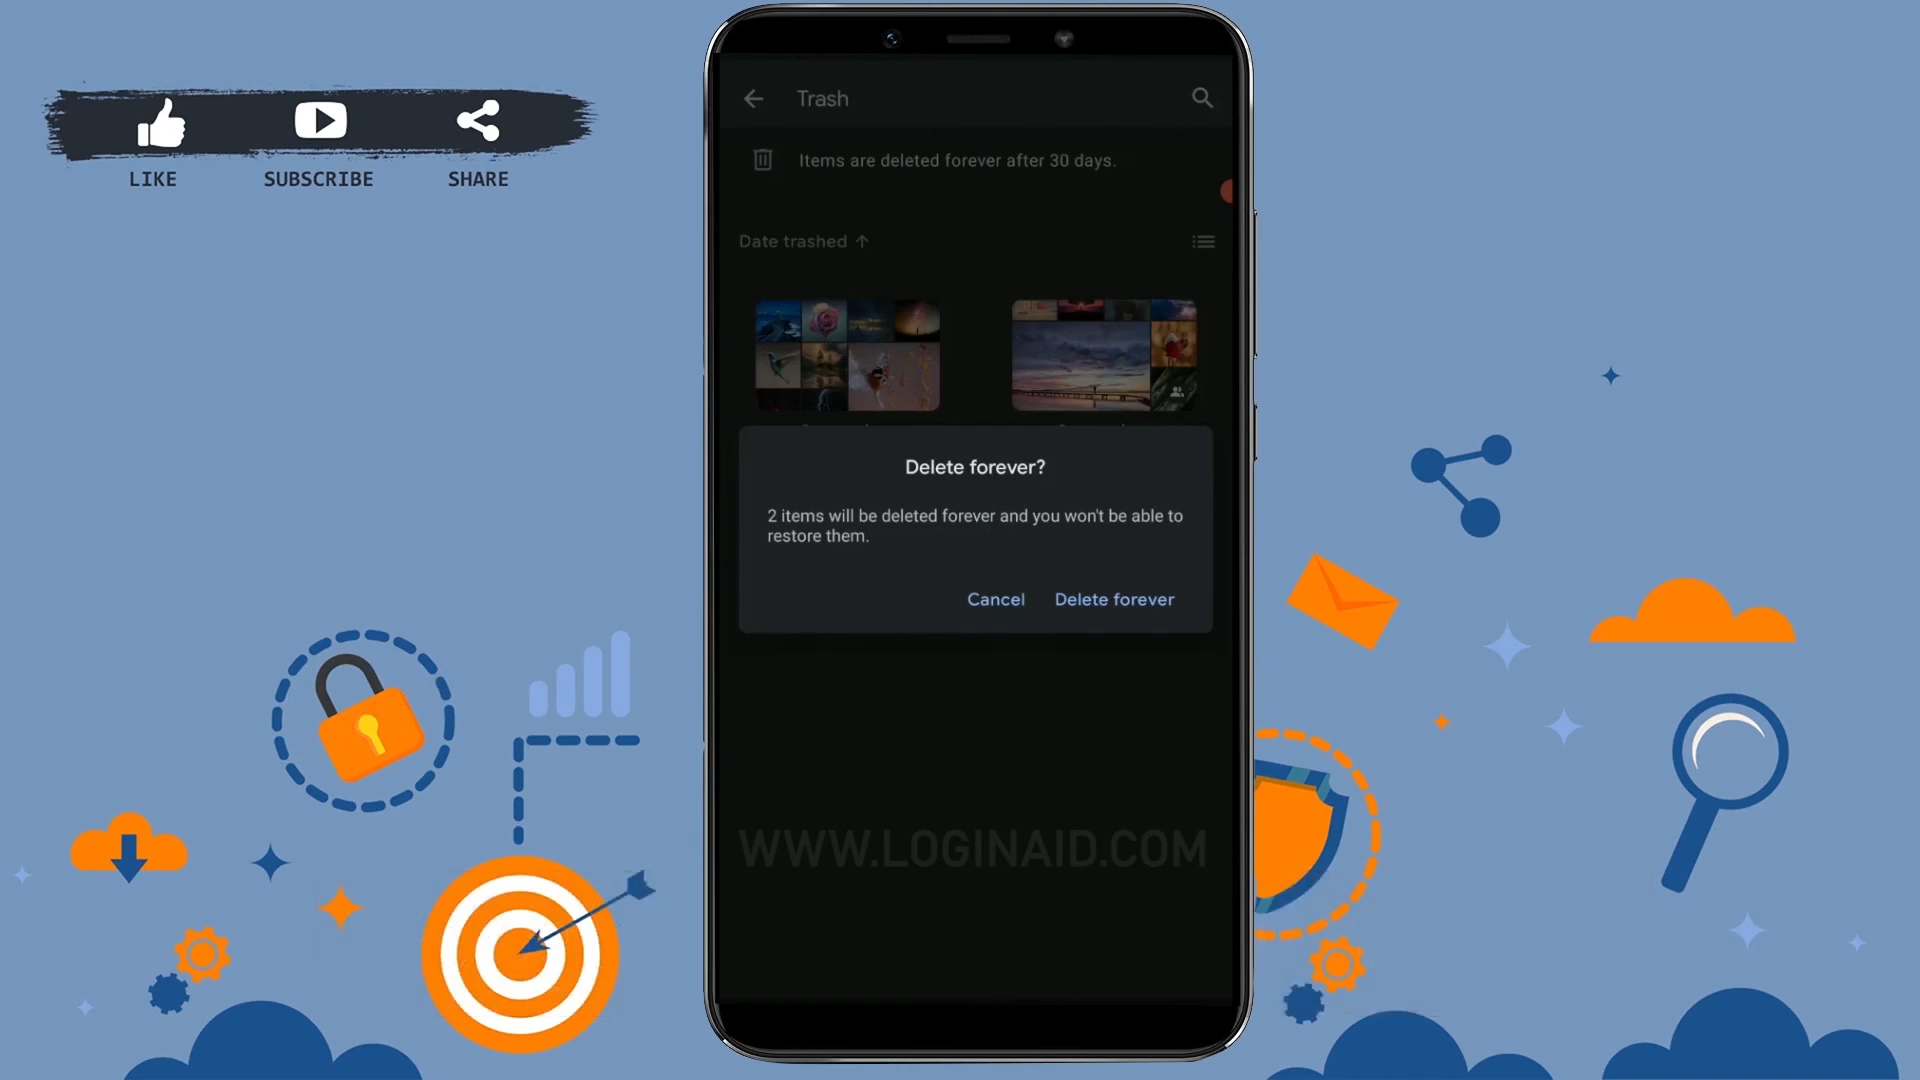 LIKE SUBSCRIBE SHARE
Trash
Items are deleted forever after 30 days.
Date trashed ↑
Delete forever?
2 items will be deleted forever and you won't be able to
restore them.
Cancel Delete forever
WWW.LOGINAID.COM